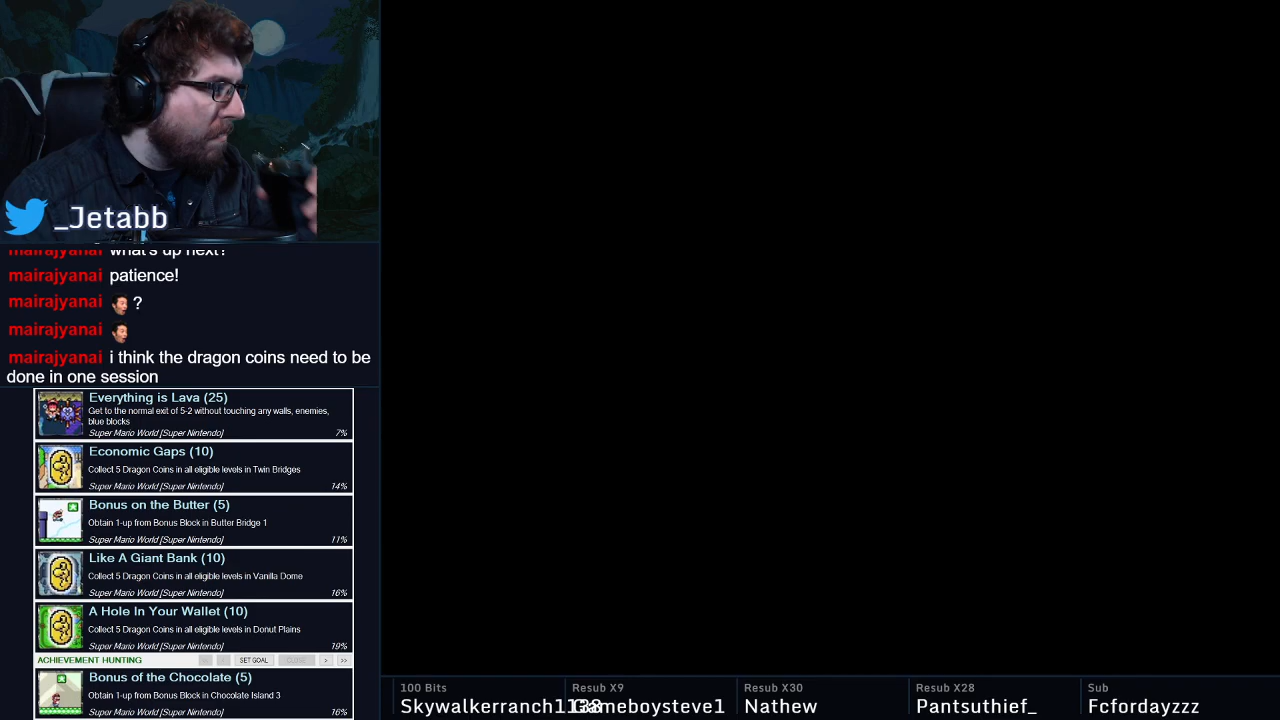 _Jetabb
mairajyanai what's up next?
mairajyanai patience!
mairajyanai ?
mairajyanai
mairajyanai i think the dragon coins need to be
done in one session
Everything is Lava (25)
Get to the normal exit of 5-2 without touching any walls, enemies,
blue blocks
Super Mario World [Super Nintendo] 7%
Economic Gaps (10)
Collect 5 Dragon Coins in all eligible levels in Twin Bridges
Super Mario World [Super Nintendo] 14%
Bonus on the Butter (5)
Obtain 1-up from Bonus Block in Butter Bridge 1
Super Mario World [Super Nintendo] 11%
Like A Giant Bank (10)
Collect 5 Dragon Coins in all eligible levels in Vanilla Dome
Super Mario World [Super Nintendo] 16%
A Hole In Your Wallet (10)
Collect 5 Dragon Coins in all eligible levels in Donut Plains
Super Mario World [Super Nintendo] 19%
ACHIEVEMENT HUNTING SET GOAL > >>
Bonus of the Chocolate (5)
Obtain 1-up from Bonus Block in Chocolate Island 3
Super Mario World [Super Nintendo] 16%
100 Bits Resub X9 Resub X30 Resub X28 Sub
Skywalkerranch1138 Gameboysteve1 Nathew Pantsuthief_ Fcfordayzzz